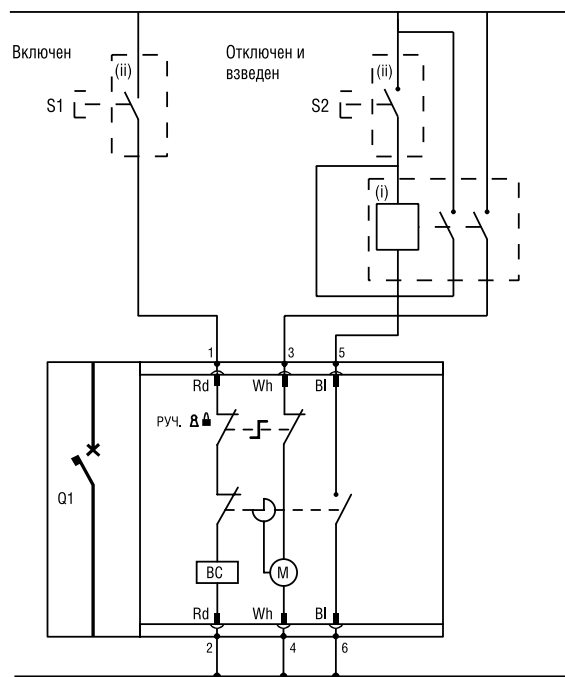 Включен
Отключен и
взведен
(ii)
(ii)
S1
S2
(i)
1
3
5
Rd
Wh
Bl
РУЧ.
Q1
BC
M
Rd
Wh
Bl
2
4
6